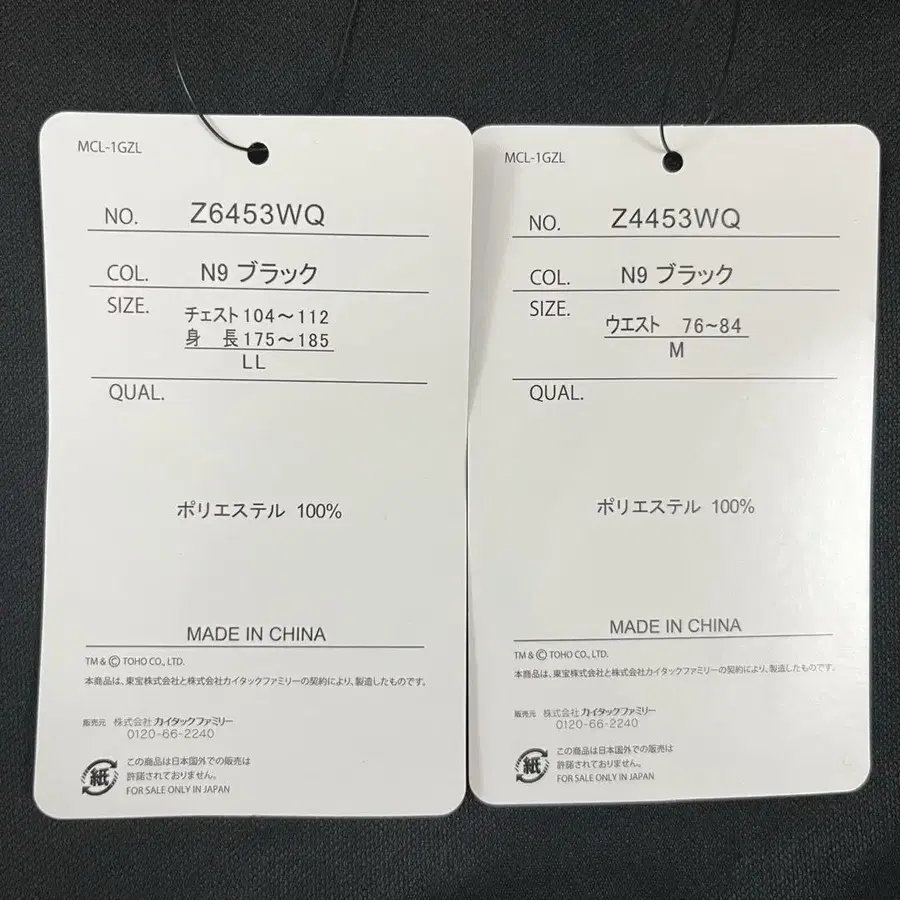 MCL-1GZL
NO. Z6453WQ
COL. N9 ブラック
SIZE. チェスト104～112
身 長175～185
LL
QUAL.
ポリエステル 100%
MADE IN CHINA
TM & © TOHO CO., LTD.
本商品は、東宝株式会社と株式会社カイタックファミリーの契約により、製造したものです。
販売元 株式会社 カイタックファミリー
0120-66-2240
紙
この商品は日本国外での販売は
許諾されておりません。
FOR SALE ONLY IN JAPAN
MCL-1GZL
NO. Z4453WQ
COL. N9 ブラック
SIZE. ウエスト 76~84
M
QUAL.
ポリエステル 100%
MADE IN CHINA
TM & © TOHO CO., LTD.
本商品は、東宝株式会社と株式会社カイタックファミリーの契約により、製造したものです。
販売元 株式会社 カイタックファミリー
0120-66-2240
紙
この商品は日本国外での販売は
許諾されておりません。
FOR SALE ONLY IN JAPAN